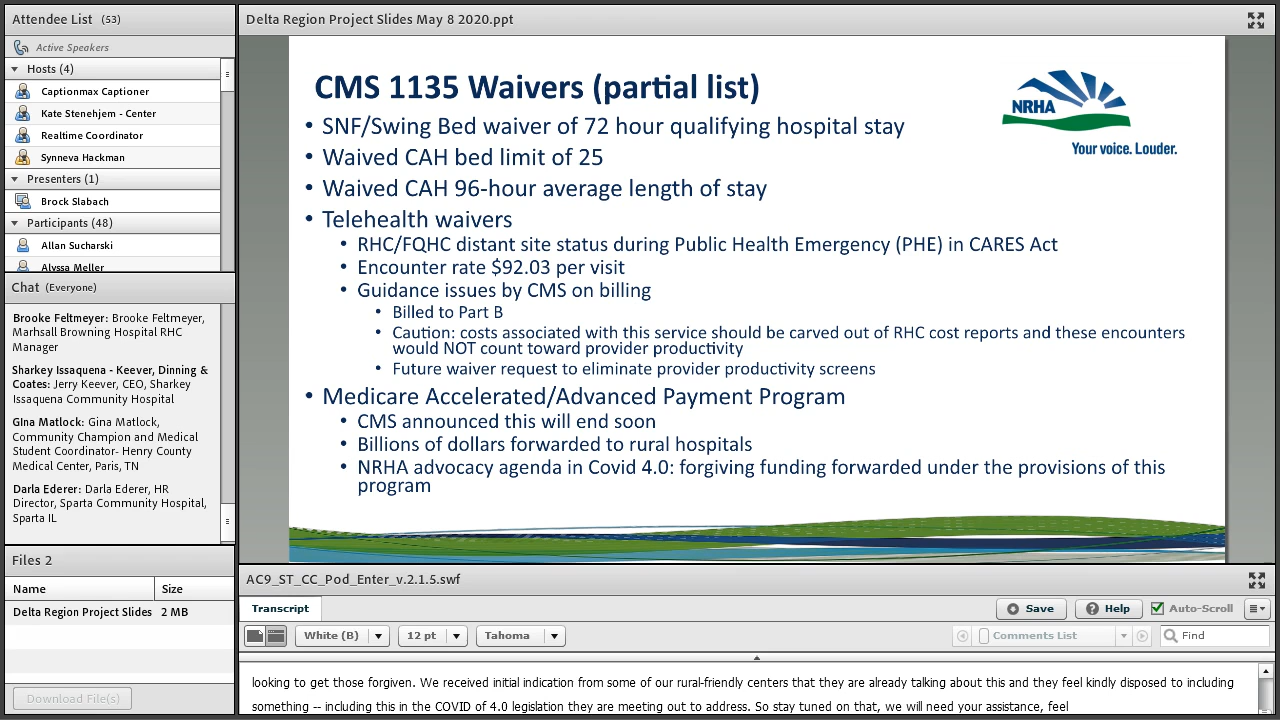 Attendee List (53)
Active Speakers
Hosts (4)
Captionmax Captioner
Kate Stenehjem - Center
Realtime Coordinator
Synneva Hackman
Presenters (1)
Brock Slabach
Participants (48)
Allan Sucharski
Alyssa Meller
Chat (Everyone)
Brooke Feltmeyer: Brooke Feltmeyer,
Marhsall Browning Hospital RHC
Manager
Sharkey Issaquena - Keever, Dinning &
Coates: Jerry Keever, CEO, Sharkey
Issaquena Community Hospital
Gina Matlock: Gina Matlock,
Community Champion and Medical
Student Coordinator- Henry County
Medical Center, Paris, TN
Darla Ederer: Darla Ederer, HR
Director, Sparta Community Hospital,
Sparta IL
Files 2
Name Size
Delta Region Project Slides 2 MB
Download File(s)
Delta Region Project Slides May 8 2020.ppt
CMS 1135 Waivers (partial list)
NRHA
Your voice. Louder.
• SNF/Swing Bed waiver of 72 hour qualifying hospital stay
• Waived CAH bed limit of 25
• Waived CAH 96-hour average length of stay
• Telehealth waivers
• RHC/FQHC distant site status during Public Health Emergency (PHE) in CARES Act
• Encounter rate $92.03 per visit
• Guidance issues by CMS on billing
• Billed to Part B
• Caution: costs associated with this service should be carved out of RHC cost reports and these encounters
would NOT count toward provider productivity
• Future waiver request to eliminate provider productivity screens
• Medicare Accelerated/Advanced Payment Program
• CMS announced this will end soon
• Billions of dollars forwarded to rural hospitals
• NRHA advocacy agenda in Covid 4.0: forgiving funding forwarded under the provisions of this
program
AC9_ST_CC_Pod_Enter_v.2.1.5.swf
Transcript Save Help Auto-Scroll
White (B) 12 pt Tahoma Comments List Find
looking to get those forgiven. We received initial indication from some of our rural-friendly centers that they are already talking about this and they feel kindly disposed to including
something -- including this in the COVID of 4.0 legislation they are meeting out to address. So stay tuned on that, we will need your assistance, feel